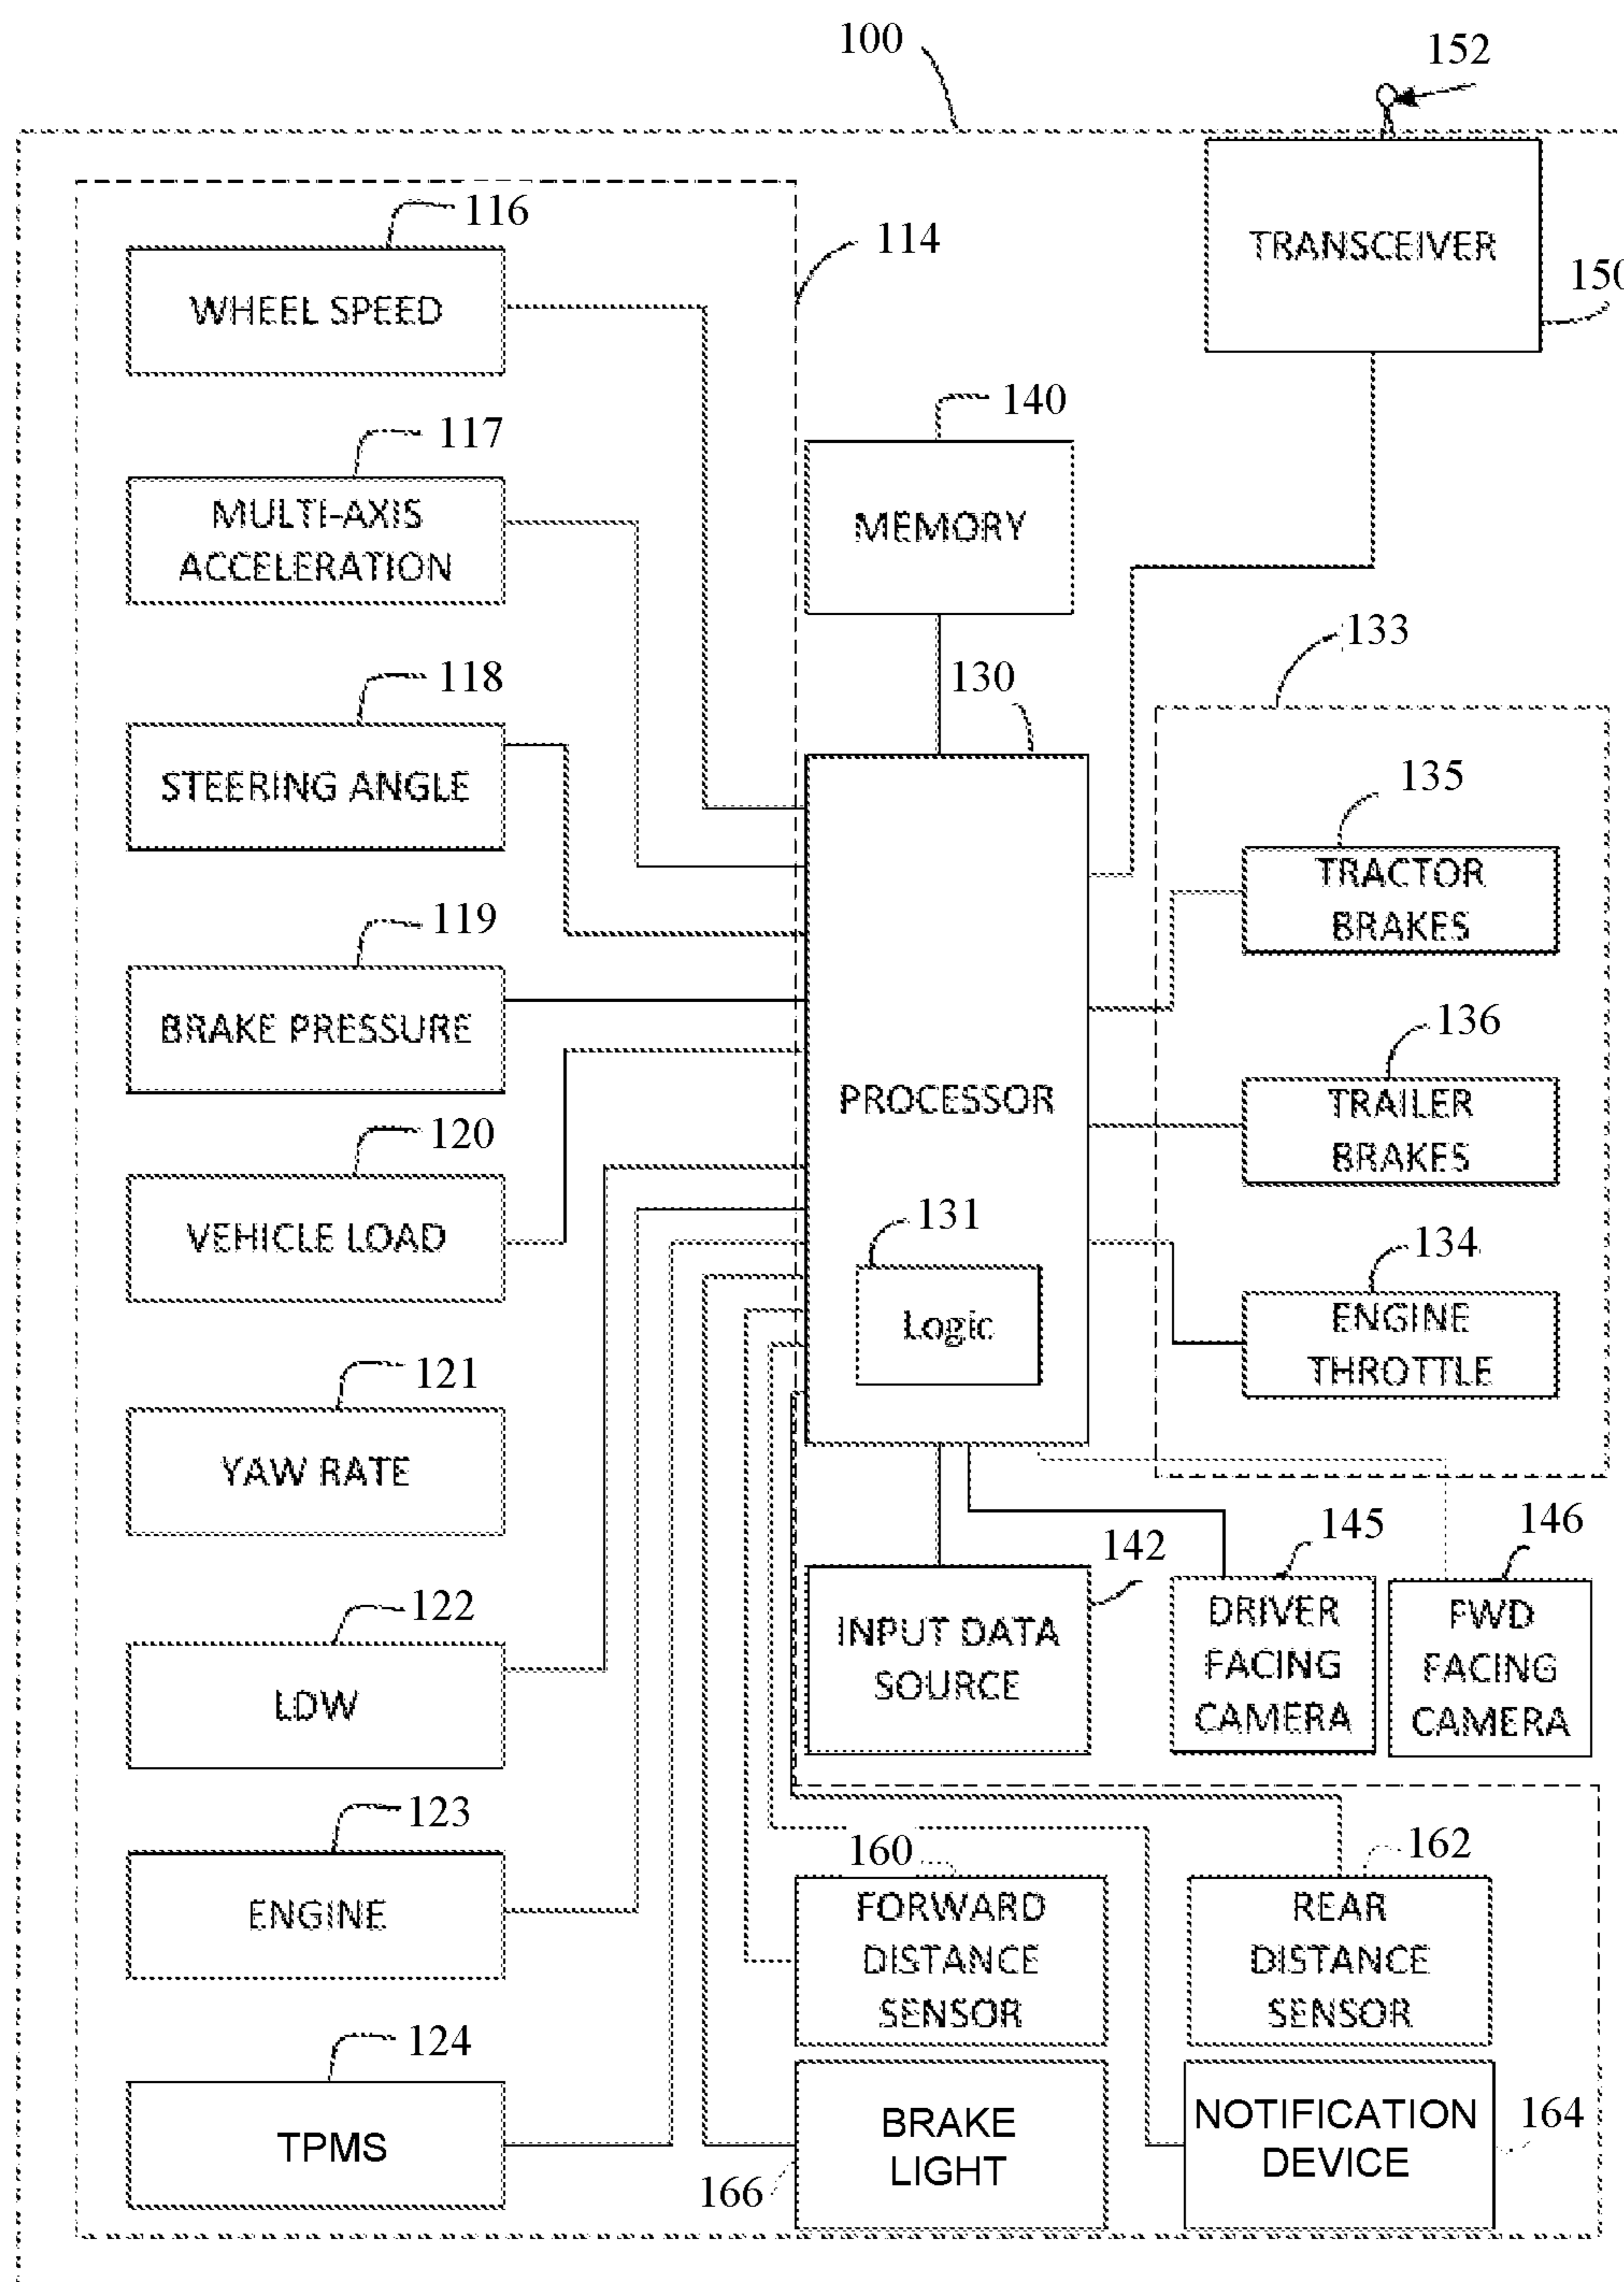 100
152
TRANSCEIVER
150
116
WHEEL SPEED
114
117
MULTI-AXIS
ACCELERATION
140
MEMORY
118
STEERING ANGLE
130
133
119
BRAKE PRESSURE
135
TRACTOR
BRAKES
136
TRAILER
BRAKES
PROCESSOR
120
VEHICLE LOAD
131
Logic
134
ENGINE
THROTTLE
121
YAW RATE
122
LDW
142
INPUT DATA
SOURCE
145
DRIVER
FACING
CAMERA
146
FWD
FACING
CAMERA
123
ENGINE
160
FORWARD
DISTANCE
SENSOR
162
REAR
DISTANCE
SENSOR
124
TPMS
166
BRAKE
LIGHT
NOTIFICATION
DEVICE
164